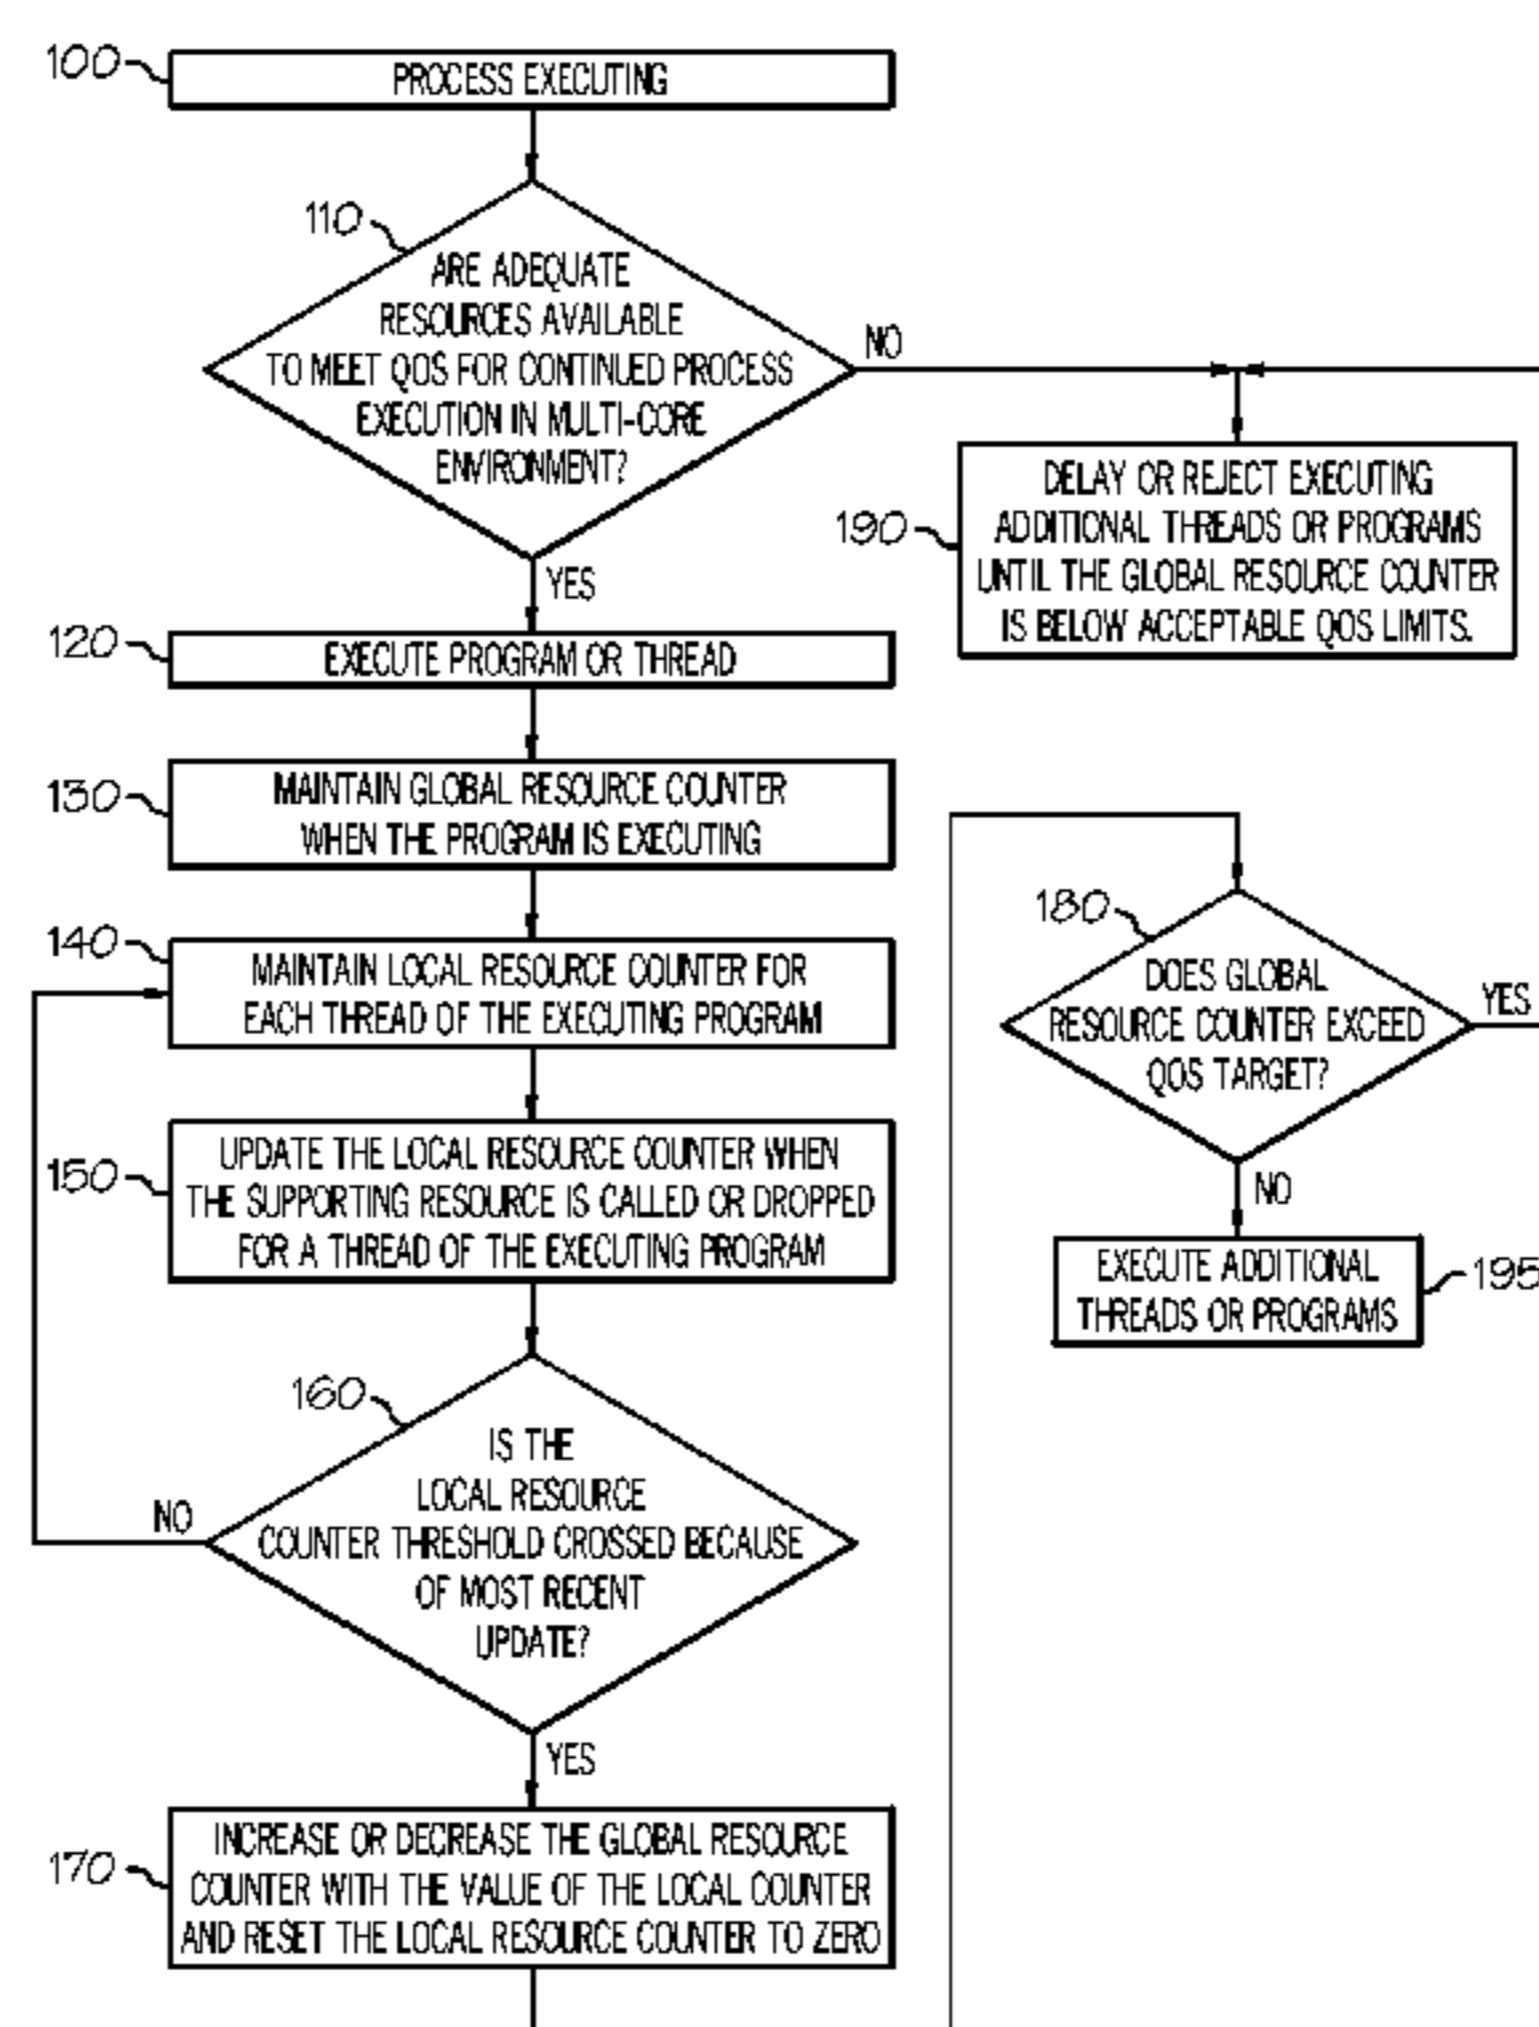 100
PROCESS EXECUTING
110
ARE ADEQUATE
RESOURCES AVAILABLE
TO MEET QOS FOR CONTINUED PROCESS
EXECUTION IN MULTI-CORE
ENVIRONMENT?
NO
YES
190
DELAY OR REJECT EXECUTING
ADDITIONAL THREADS OR PROGRAMS
UNTIL THE GLOBAL RESOURCE COUNTER
IS BELOW ACCEPTABLE QOS LIMITS.
120
EXECUTE PROGRAM OR THREAD
130
MAINTAIN GLOBAL RESOURCE COUNTER
WHEN THE PROGRAM IS EXECUTING
140
MAINTAIN LOCAL RESOURCE COUNTER FOR
EACH THREAD OF THE EXECUTING PROGRAM
150
UPDATE THE LOCAL RESOURCE COUNTER WHEN
THE SUPPORTING RESOURCE IS CALLED OR DROPPED
FOR A THREAD OF THE EXECUTING PROGRAM
160
IS THE
LOCAL RESOURCE
COUNTER THRESHOLD CROSSED BECAUSE
OF MOST RECENT
UPDATE?
NO
YES
170
INCREASE OR DECREASE THE GLOBAL RESOURCE
COUNTER WITH THE VALUE OF THE LOCAL COUNTER
AND RESET THE LOCAL RESOURCE COUNTER TO ZERO
180
DOES GLOBAL
RESOURCE COUNTER EXCEED
QOS TARGET?
YES
NO
EXECUTE ADDITIONAL
THREADS OR PROGRAMS
195